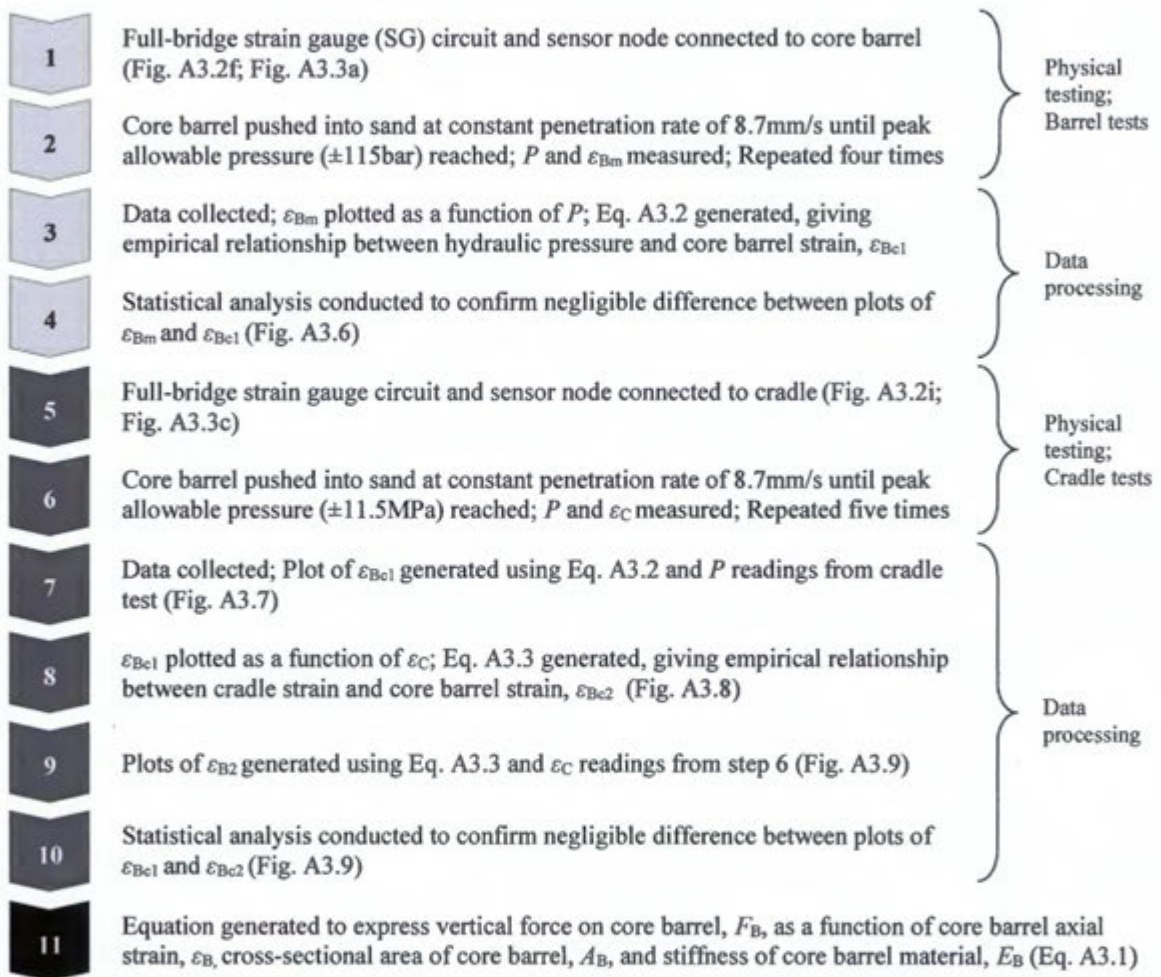 1
Full-bridge strain gauge (SG) circuit and sensor node connected to core barrel
(Fig. A3.2f; Fig. A3.3a)
2
Core barrel pushed into sand at constant penetration rate of 8.7mm/s until peak
allowable pressure (±115bar) reached; P and εBm measured; Repeated four times
Physical
testing;
Barrel tests
3
Data collected; εBm plotted as a function of P; Eq. A3.2 generated, giving
empirical relationship between hydraulic pressure and core barrel strain, εBc1
4
Statistical analysis conducted to confirm negligible difference between plots of
εBm and εBc1 (Fig. A3.6)
Data
processing
5
Full-bridge strain gauge circuit and sensor node connected to cradle (Fig. A3.2i;
Fig. A3.3c)
6
Core barrel pushed into sand at constant penetration rate of 8.7mm/s until peak
allowable pressure (±11.5MPa) reached; P and εC measured; Repeated five times
Physical
testing;
Cradle tests
7
Data collected; Plot of εBc1 generated using Eq. A3.2 and P readings from cradle
test (Fig. A3.7)
8
εBc1 plotted as a function of εC; Eq. A3.3 generated, giving empirical relationship
between cradle strain and core barrel strain, εBc2 (Fig. A3.8)
9
Plots of εB2 generated using Eq. A3.3 and εC readings from step 6 (Fig. A3.9)
10
Statistical analysis conducted to confirm negligible difference between plots of
εBc1 and εBc2 (Fig. A3.9)
Data
processing
11
Equation generated to express vertical force on core barrel, FB, as a function of core barrel axial
strain, εB, cross-sectional area of core barrel, AB, and stiffness of core barrel material, EB (Eq. A3.1)